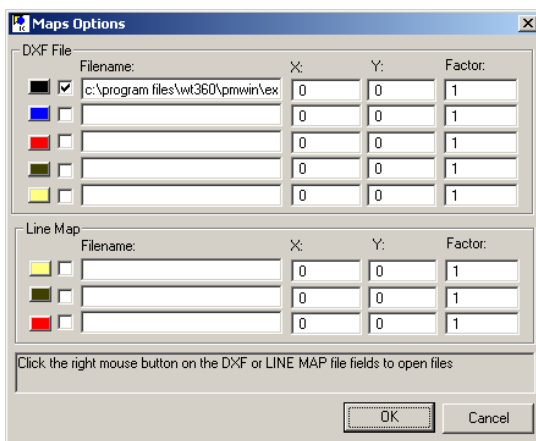 Maps Options
DXF File
Filename: X: Y: Factor:
c:\program files\wt360\pmwin\ex 0 0 1
0 0 1
0 0 1
0 0 1
0 0 1
Line Map
Filename: X: Y: Factor:
0 0 1
0 0 1
0 0 1
Click the right mouse button on the DXF or LINE MAP file fields to open files
OK Cancel